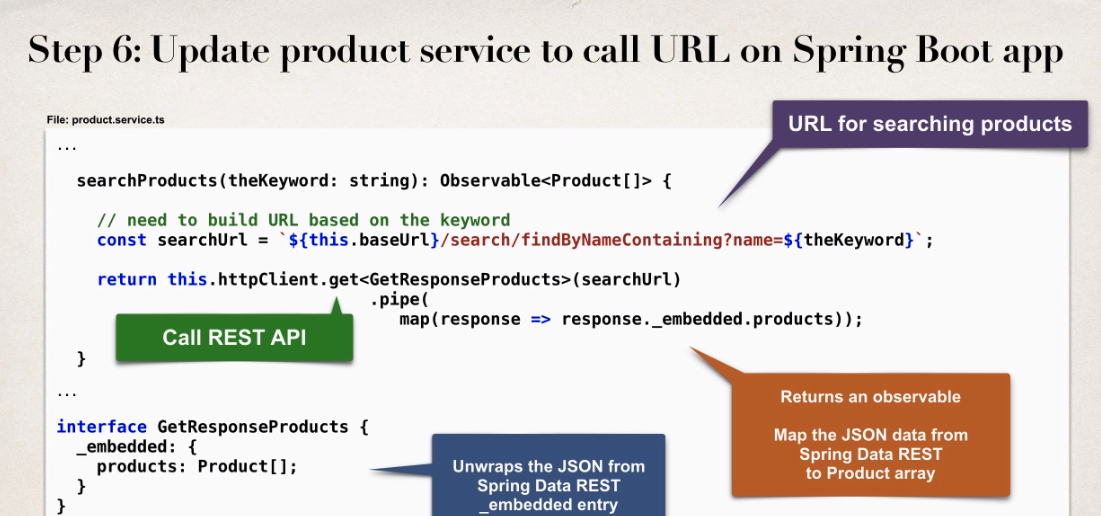 Step 6: Update product service to call URL on Spring Boot app
File: product.service.ts
URL for searching products
...
searchProducts(theKeyword: string): Observable<Product[]> {
// need to build URL based on the keyword
const searchUrl = `${this.baseUrl}/search/findByNameContaining?name=${theKeyword}`;
return this.httpClient.get<GetResponseProducts>(searchUrl)
.pipe(
map(response => response._embedded.products));
Call REST API
}
...
Returns an observable
Map the JSON data from
Spring Data REST
to Product array
interface GetResponseProducts {
_embedded: {
products: Product[];
}
}
Unwraps the JSON from
Spring Data REST
_embedded entry